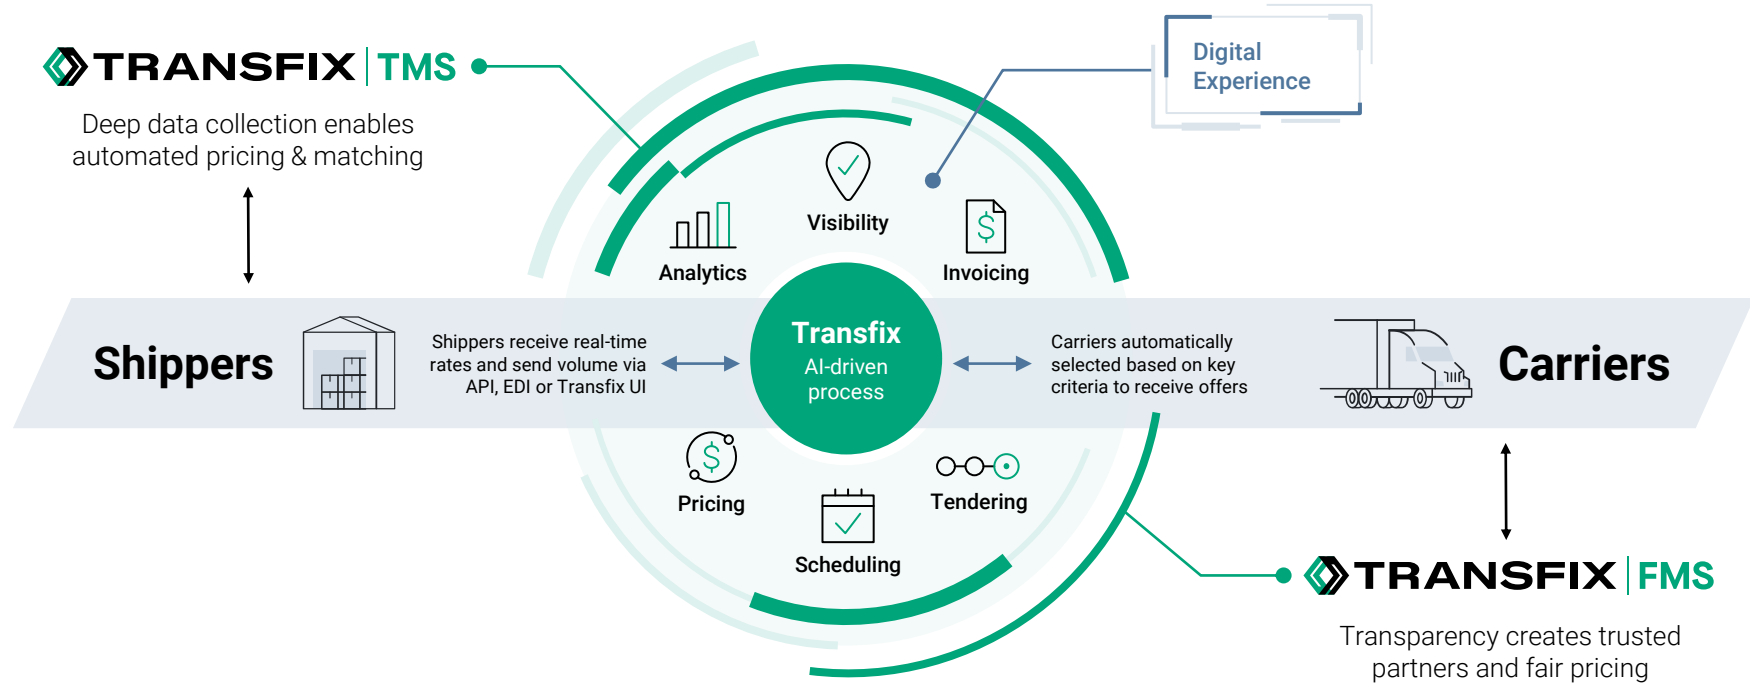 TRANSFIX | TMS
Deep data collection enables
automated pricing & matching
Digital
Experience
Visibility
Analytics
Invoicing
Shippers
Shippers receive real-time
rates and send volume via
API, EDI or Transfix UI
Transfix
AI-driven
process
Carriers automatically
selected based on key
criteria to receive offers
Carriers
Pricing
Scheduling
Tendering
TRANSFIX | FMS
Transparency creates trusted
partners and fair pricing